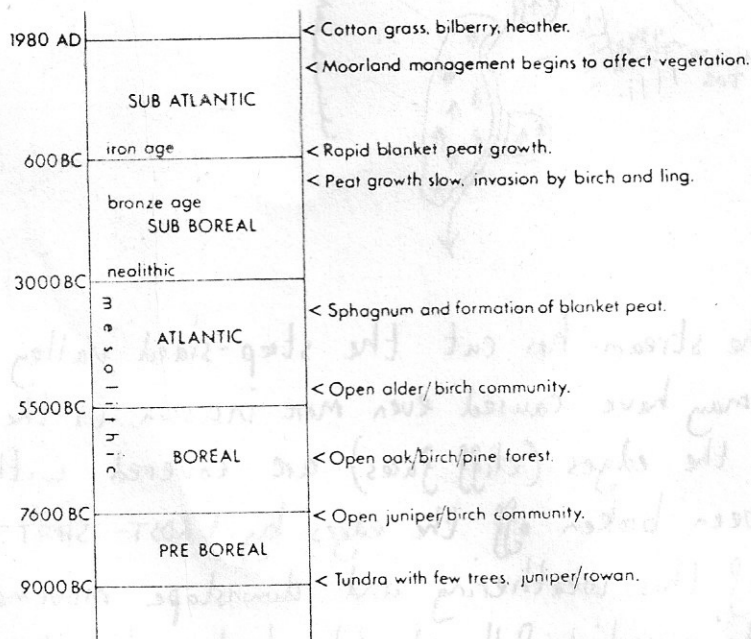 1980 AD
< Cotton grass, bilberry, heather.
< Moorland management begins to affect vegetation.
SUB ATLANTIC
iron age
600 BC
< Rapid blanket peat growth.
< Peat growth slow, invasion by birch and ling.
bronze age
SUB BOREAL
neolithic
3000 BC
mesolithic
< Sphagnum and formation of blanket peat.
ATLANTIC
< Open alder/birch community.
5500 BC
BOREAL
< Open oak/birch/pine forest.
7600 BC
< Open juniper/birch community.
PRE BOREAL
9000 BC
< Tundra with few trees, juniper/rowan.